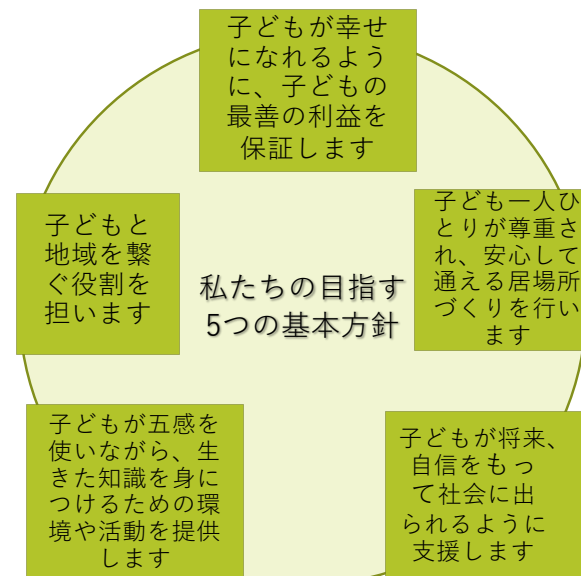 子どもが幸せ
になれるよう
に、子どもの
最善の利益を
保証します
子ども一人ひ
とりが尊重さ
れ、安心して
通える居場所
づくりを行い
ます
子どもと
地域を繋
ぐ役割を
担います
私たちの目指す
5つの基本方針
子どもが五感を
使いながら、生
きた知識を身に
つけるための環
境や活動を提供
します
子どもが将来、
自信をもっ
て社会に出
られるように
支援します